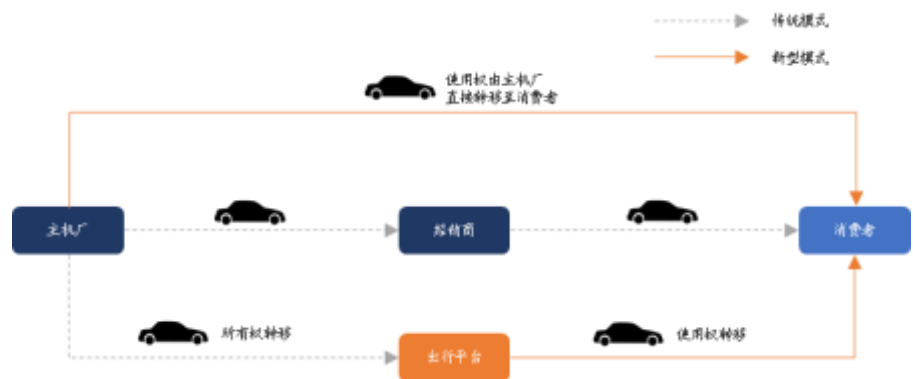 传统模式
新型模式
使用权由主机厂
直接转移至消费者
主机厂
经销商
消费者
所有权转移
使用权转移
出行平台